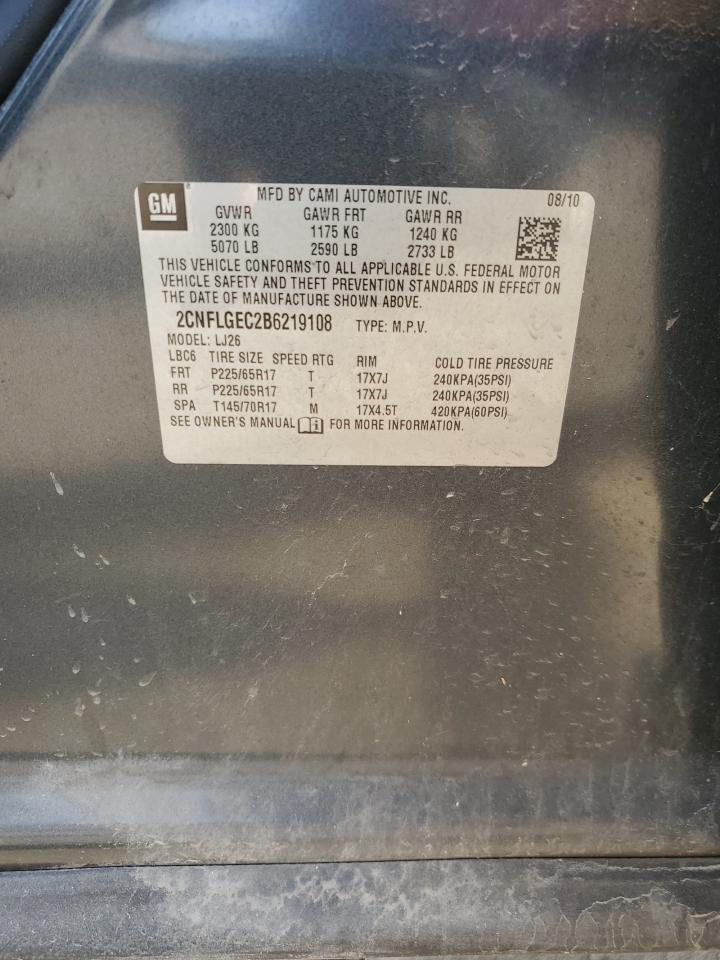 GM ® MFD BY CAMI AUTOMOTIVE INC. 08/10
GVWR GAWR FRT GAWR RR
2300 KG 1175 KG 1240 KG
5070 LB 2590 LB 2733 LB
THIS VEHICLE CONFORMS TO ALL APPLICABLE U.S. FEDERAL MOTOR
VEHICLE SAFETY AND THEFT PREVENTION STANDARDS IN EFFECT ON
THE DATE OF MANUFACTURE SHOWN ABOVE.
2CNFLGEC2B6219108 TYPE: M.P.V.
MODEL: LJ26
LBC6 TIRE SIZE SPEED RTG RIM COLD TIRE PRESSURE
FRT P225/65R17 T 17X7J 240KPA(35PSI)
RR P225/65R17 T 17X7J 240KPA(35PSI)
SPA T145/70R17 M 17X4.5T 420KPA(60PSI)
SEE OWNER'S MANUAL i FOR MORE INFORMATION.